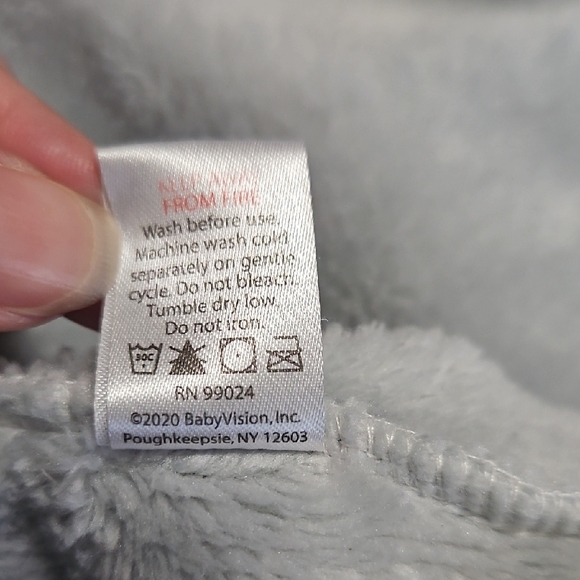 KEEP AWAY
FROM FIRE
Wash before use.
Machine wash cold
separately on gentle
cycle. Do not bleach.
Tumble dry low.
Do not iron.
30C
RN 99024
©2020 BabyVision, Inc.
Poughkeepsie, NY 12603